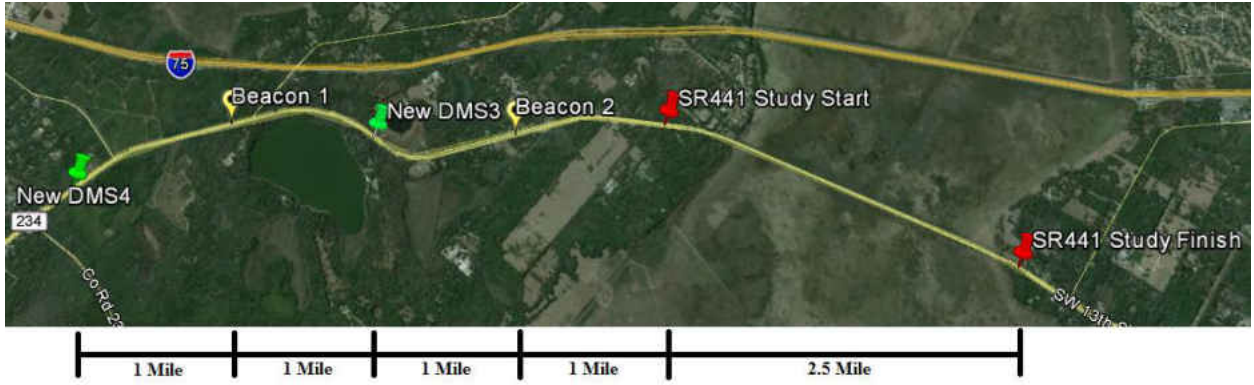 75
Beacon 1
New DMS3
Beacon 2
SR441 Study Start
New DMS4
234
Co Rd 23
SR441 Study Finish
SW 13th S
1 Mile
1 Mile
1 Mile
1 Mile
2.5 Mile